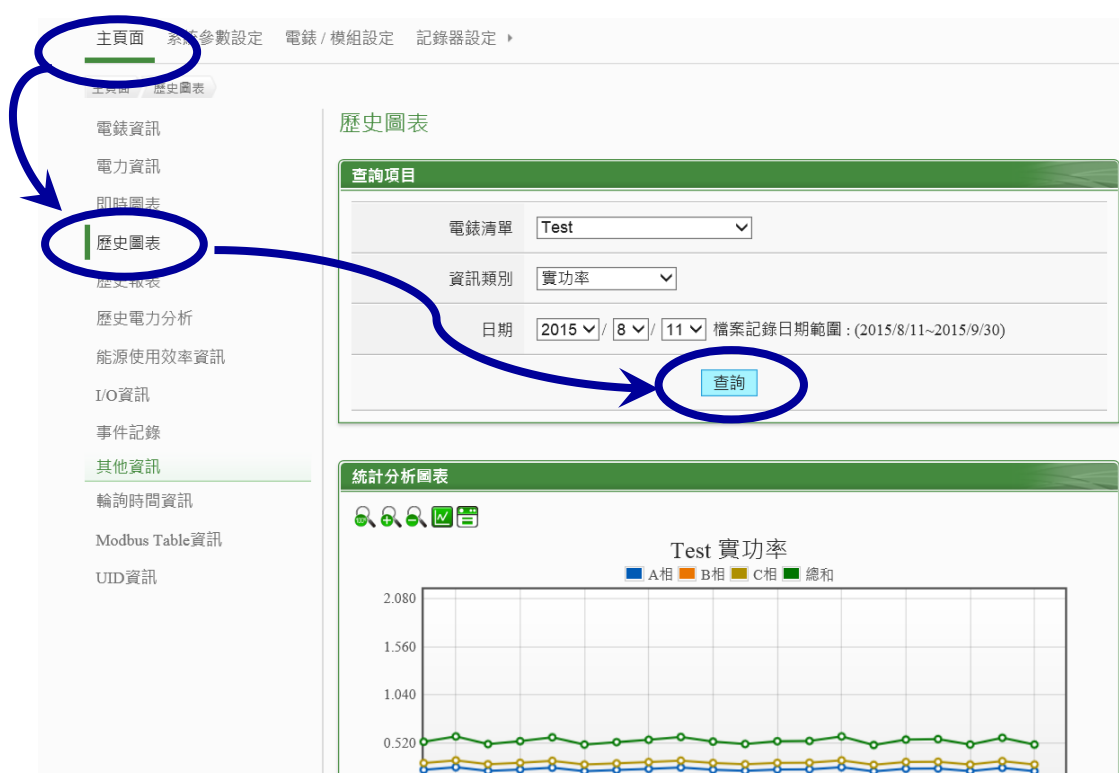 主頁面 系統參數設定 電錶 / 模組設定 記錄器設定
主頁面 歷史圖表
電錶資訊
電力資訊
即時圖表
歷史圖表
歷史報表
歷史電力分析
能源使用效率資訊
I/O資訊
事件記錄
其他資訊
輪詢時間資訊
Modbus Table資訊
UID資訊
歷史圖表
查詢項目
電錶清單 Test
資訊類別 實功率
日期 2015 / 8 / 11 檔案記錄日期範圍 : (2015/8/11~2015/9/30)
查詢
統計分析圖表
Test 實功率
A相 B相 C相 總和
2.080
1.560
1.040
0.520